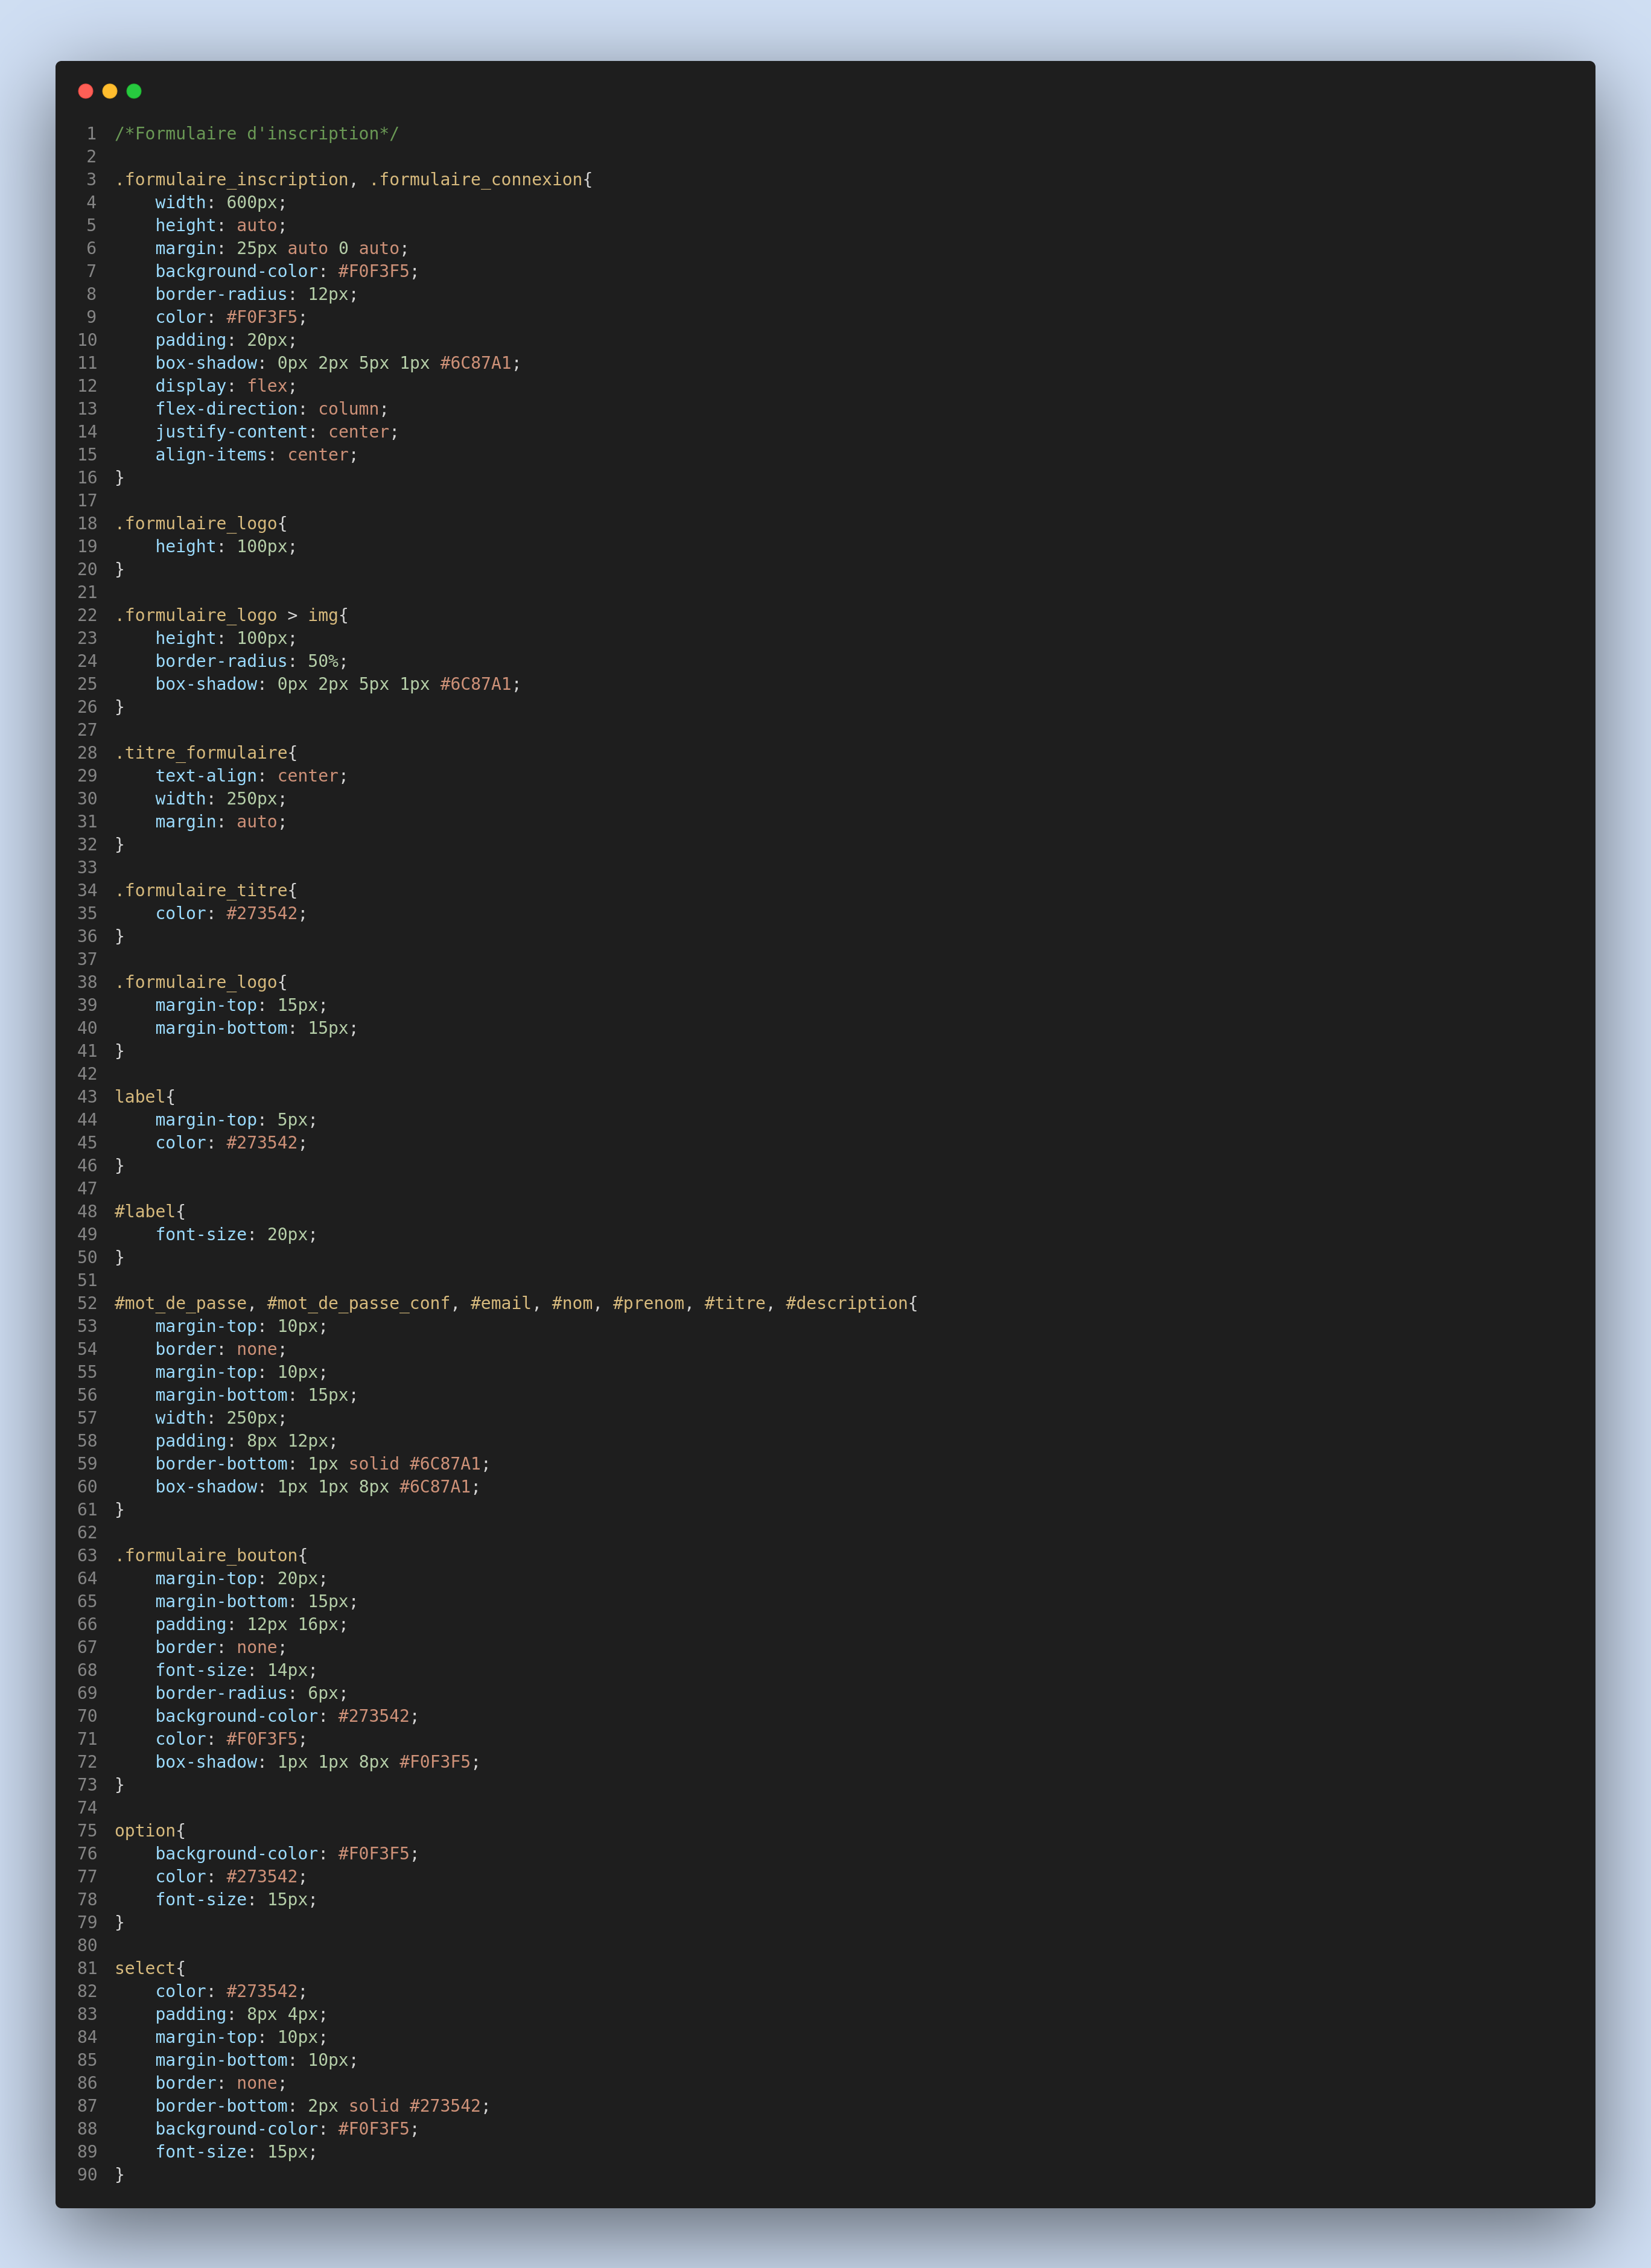 1 /*Formulaire d'inscription*/
2
3 .formulaire_inscription, .formulaire_connexion{
4     width: 600px;
5     height: auto;
6     margin: 25px auto 0 auto;
7     background-color: #F0F3F5;
8     border-radius: 12px;
9     color: #F0F3F5;
10     padding: 20px;
11     box-shadow: 0px 2px 5px 1px #6C87A1;
12     display: flex;
13     flex-direction: column;
14     justify-content: center;
15     align-items: center;
16 }
17
18 .formulaire_logo{
19     height: 100px;
20 }
21
22 .formulaire_logo > img{
23     height: 100px;
24     border-radius: 50%;
25     box-shadow: 0px 2px 5px 1px #6C87A1;
26 }
27
28 .titre_formulaire{
29     text-align: center;
30     width: 250px;
31     margin: auto;
32 }
33
34 .formulaire_titre{
35     color: #273542;
36 }
37
38 .formulaire_logo{
39     margin-top: 15px;
40     margin-bottom: 15px;
41 }
42
43 label{
44     margin-top: 5px;
45     color: #273542;
46 }
47
48 #label{
49     font-size: 20px;
50 }
51
52 #mot_de_passe, #mot_de_passe_conf, #email, #nom, #prenom, #titre, #description{
53     margin-top: 10px;
54     border: none;
55     margin-top: 10px;
56     margin-bottom: 15px;
57     width: 250px;
58     padding: 8px 12px;
59     border-bottom: 1px solid #6C87A1;
60     box-shadow: 1px 1px 8px #6C87A1;
61 }
62
63 .formulaire_bouton{
64     margin-top: 20px;
65     margin-bottom: 15px;
66     padding: 12px 16px;
67     border: none;
68     font-size: 14px;
69     border-radius: 6px;
70     background-color: #273542;
71     color: #F0F3F5;
72     box-shadow: 1px 1px 8px #F0F3F5;
73 }
74
75 option{
76     background-color: #F0F3F5;
77     color: #273542;
78     font-size: 15px;
79 }
80
81 select{
82     color: #273542;
83     padding: 8px 4px;
84     margin-top: 10px;
85     margin-bottom: 10px;
86     border: none;
87     border-bottom: 2px solid #273542;
88     background-color: #F0F3F5;
89     font-size: 15px;
90 }